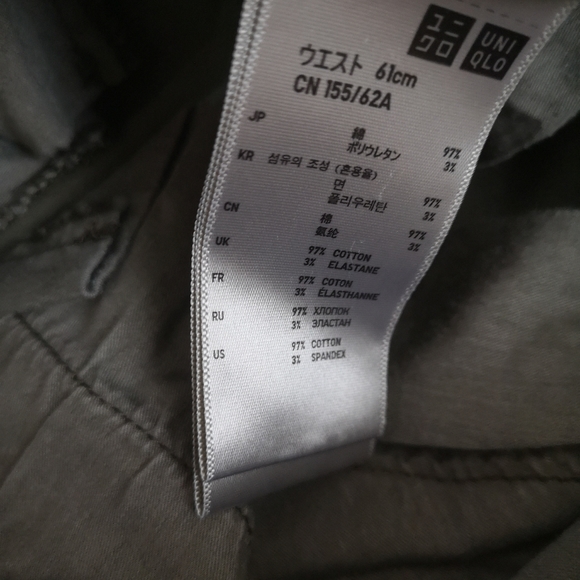 ユニ
クロ
UNI
QLO
ウエスト 61cm
CN 155/62A
JP 綿 97%
ポリウレタン 3%
KR 섬유의 조성 (혼용률)
면 97%
폴리우레탄 3%
CN 棉 97%
氨纶 3%
UK 97% COTTON
3% ELASTANE
FR 97% COTON
3% ÉLASTHANNE
RU 97% ХЛОПОК
3% ЭЛАСТАН
US 97% COTTON
3% SPANDEX